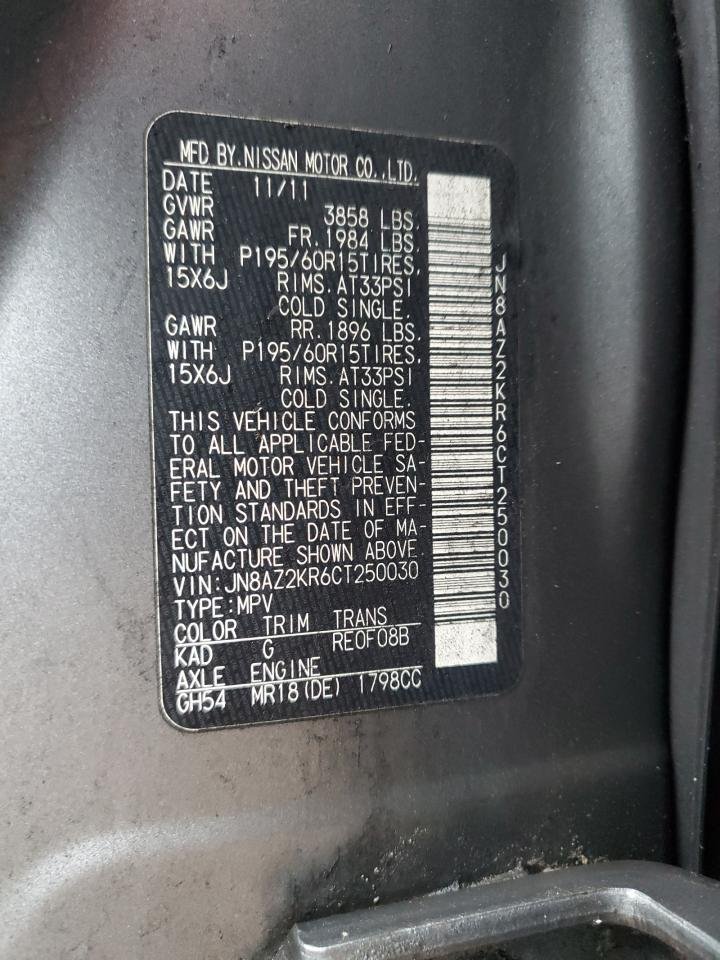 MFD BY.NISSAN MOTOR CO.,LTD.
DATE 11/11
GVWR 3858 LBS.
GAWR FR.1984 LBS.
WITH P195/60R15TIRES,
15X6J RIMS.AT33PSI
COLD SINGLE.
GAWR RR.1896 LBS.
WITH P195/60R15TIRES,
15X6J RIMS.AT33PSI
COLD SINGLE.
THIS VEHICLE CONFORMS
TO ALL APPLICABLE FED-
ERAL MOTOR VEHICLE SA-
FETY AND THEFT PREVEN-
TION STANDARDS IN EFF-
ECT ON THE DATE OF MA-
NUFACTURE SHOWN ABOVE.
VIN:JN8AZ2KR6CT250030
TYPE:MPV
COLOR TRIM TRANS
KAD G RE0F08B
AXLE ENGINE
GH54 MR18(DE) 1798CC
JN8AZ2KR6CT250030